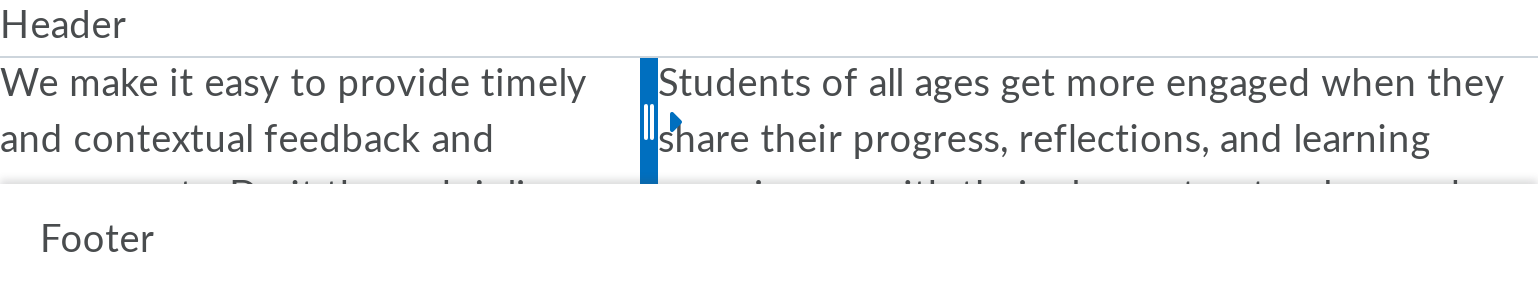 Header
We make it easy to provide timely
and contextual feedback and
Students of all ages get more engaged when they
share their progress, reflections, and learning
Footer